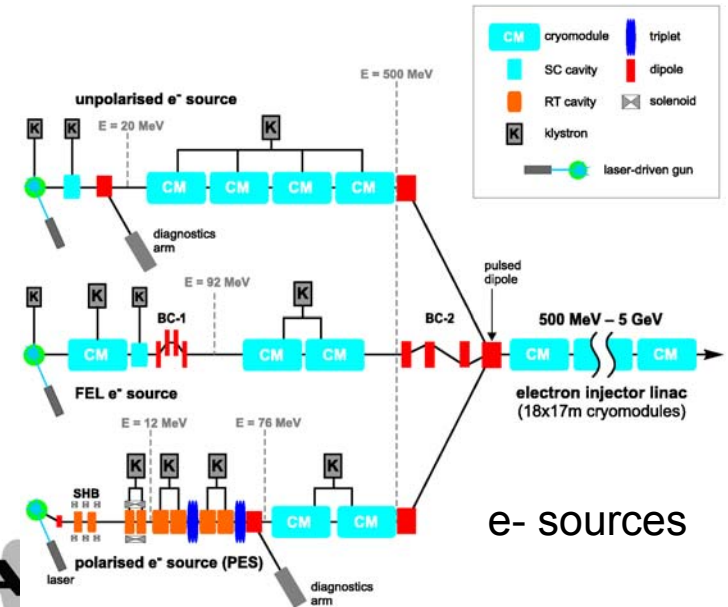 CM cryomodule
triplet
SC cavity
dipole
RT cavity
solenoid
K klystron
laser-driven gun
E = 500 MeV
unpolarised e⁻ source
K
K
E = 20 MeV
K
CM
CM
CM
CM
diagnostics
arm
pulsed
dipole
E = 92 MeV
K
K
BC-1
K
BC-2
500 MeV – 5 GeV
CM
CM
CM
CM
CM
FEL e⁻ source
electron injector linac
(18x17m cryomodules)
E = 12 MeV
E = 76 MeV
K
K
K
K
SHB
CM
CM
e- sources
polarised e⁻ source (PES)
laser
diagnostics
arm